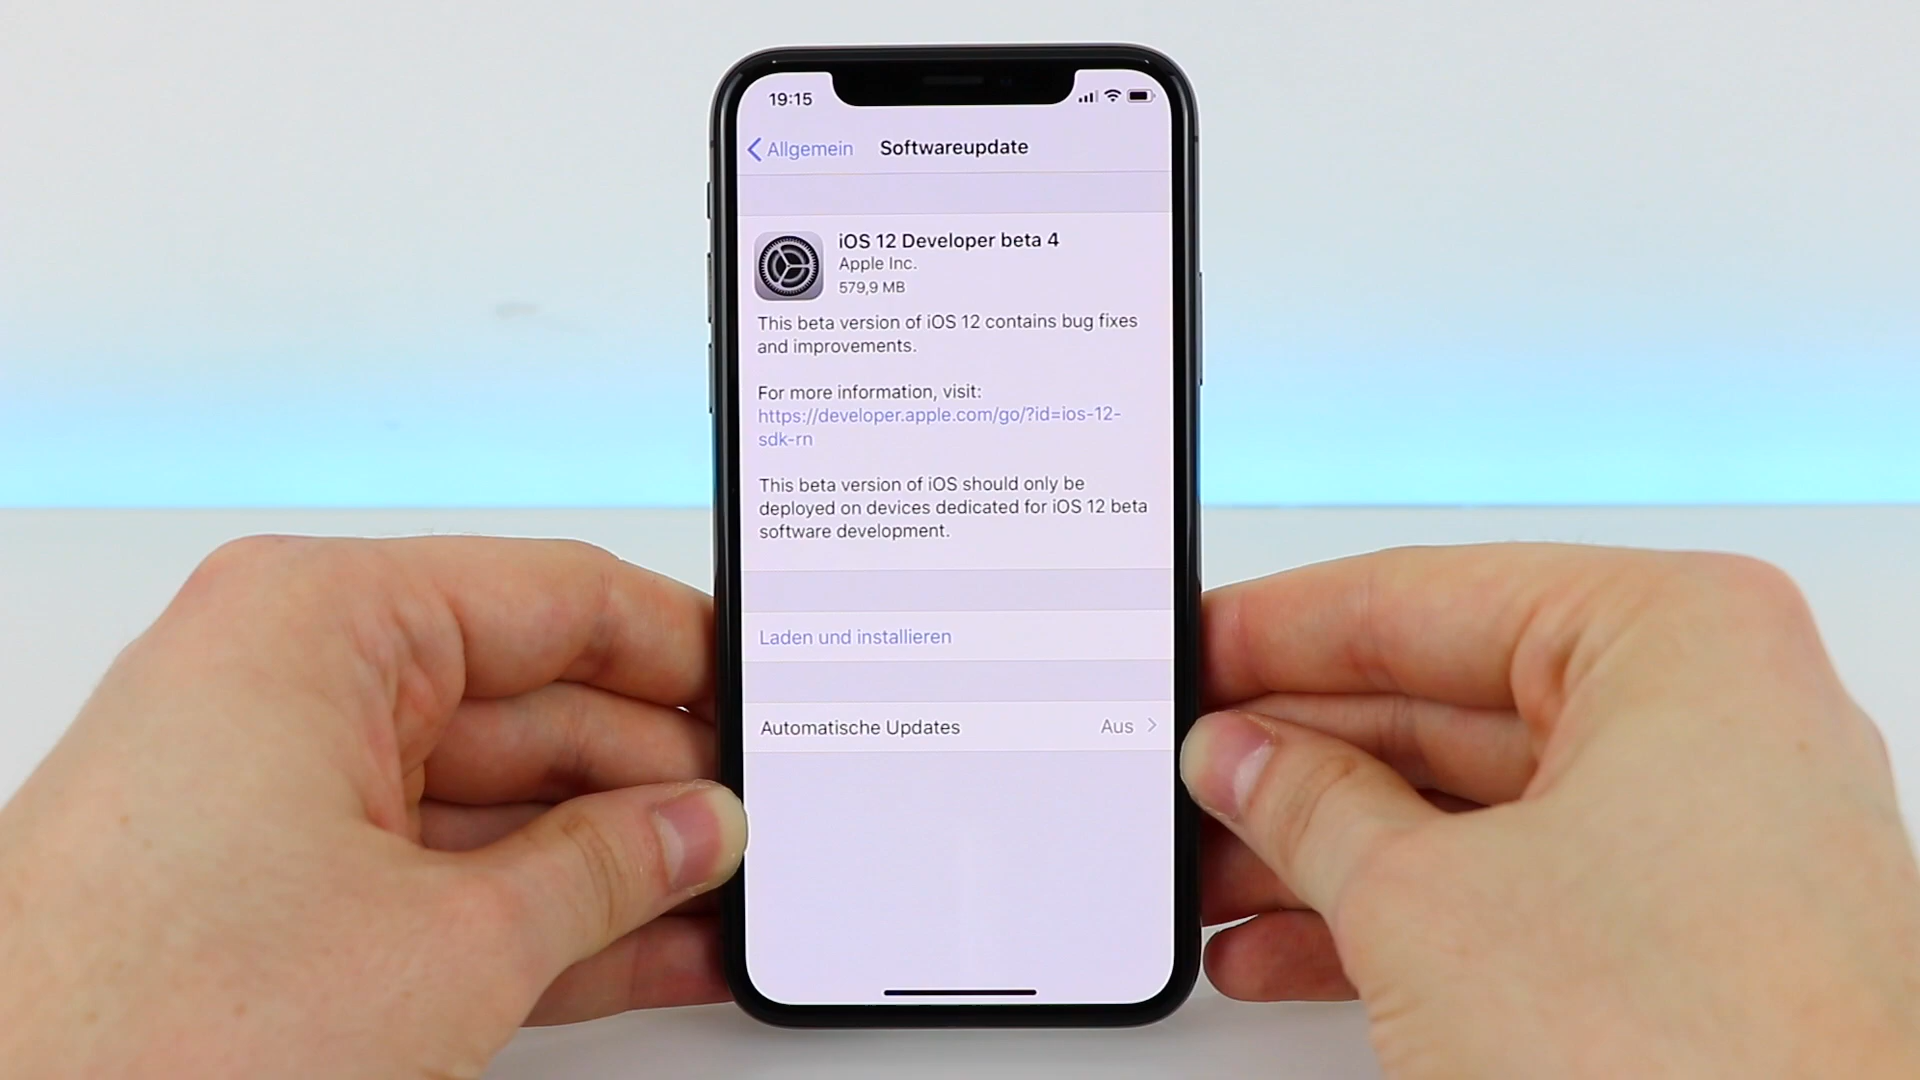 19:15
Allgemein Softwareupdate
iOS 12 Developer beta 4
Apple Inc.
579,9 MB
This beta version of iOS 12 contains bug fixes
and improvements.
For more information, visit:
https://developer.apple.com/go/?id=ios-12-
sdk-rn
This beta version of iOS should only be
deployed on devices dedicated for iOS 12 beta
software development.
Laden und installieren
Automatische Updates Aus